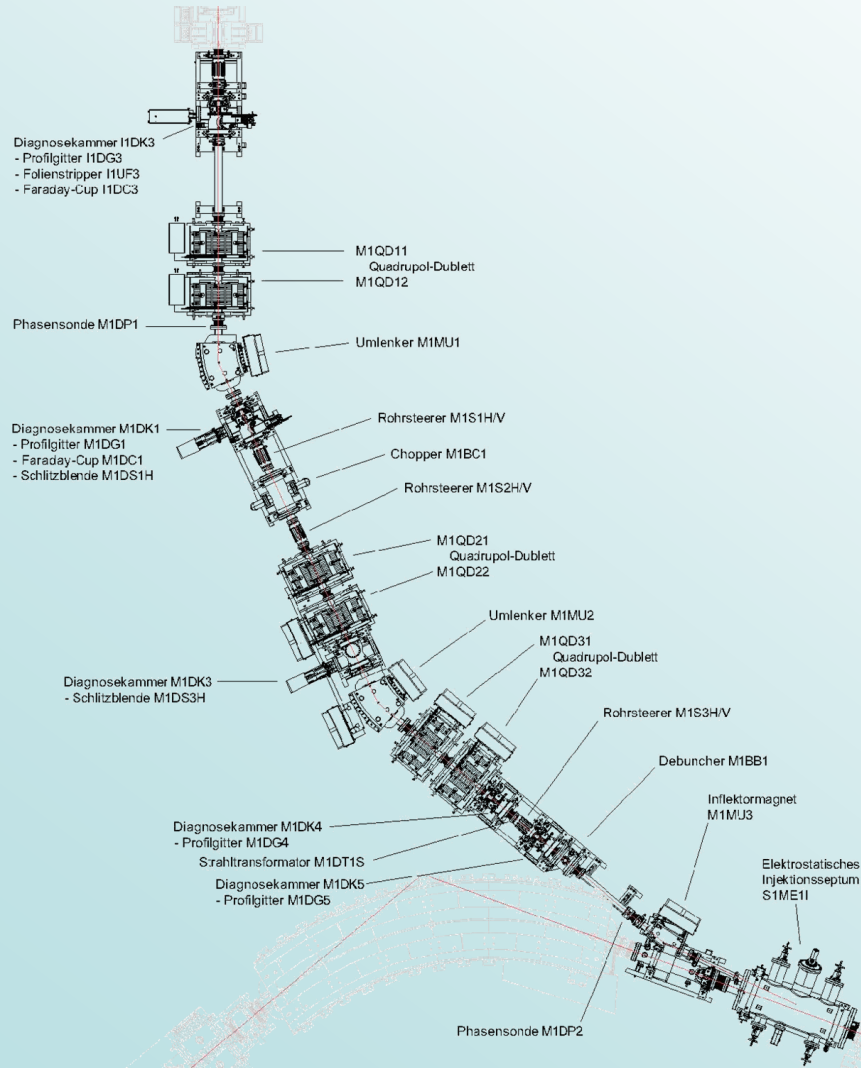 Diagnosekammer I1DK3
- Profilgitter I1DG3
- Folienstripper I1UF3
- Faraday-Cup I1DC3
M1QD11
Quadrupol-Dublett
M1QD12
Phasensonde M1DP1
Umlenker M1MU1
Diagnosekammer M1DK1
- Profilgitter M1DG1
- Faraday-Cup M1DC1
- Schlitzblende M1DS1H
Rohrsteerer M1S1H/V
Chopper M1BC1
Rohrsteerer M1S2H/V
M1QD21
Quadrupol-Dublett
M1QD22
Umlenker M1MU2
M1QD31
Quadrupol-Dublett
M1QD32
Diagnosekammer M1DK3
- Schlitzblende M1DS3H
Rohrsteerer M1S3H/V
Debuncher M1BB1
Inflektormagnet
M1MU3
Diagnosekammer M1DK4
- Profilgitter M1DG4
Strahltransformator M1DT1S
Diagnosekammer M1DK5
- Profilgitter M1DG5
Elektrostatisches
Injektionsseptum
S1ME1I
Phasensonde M1DP2